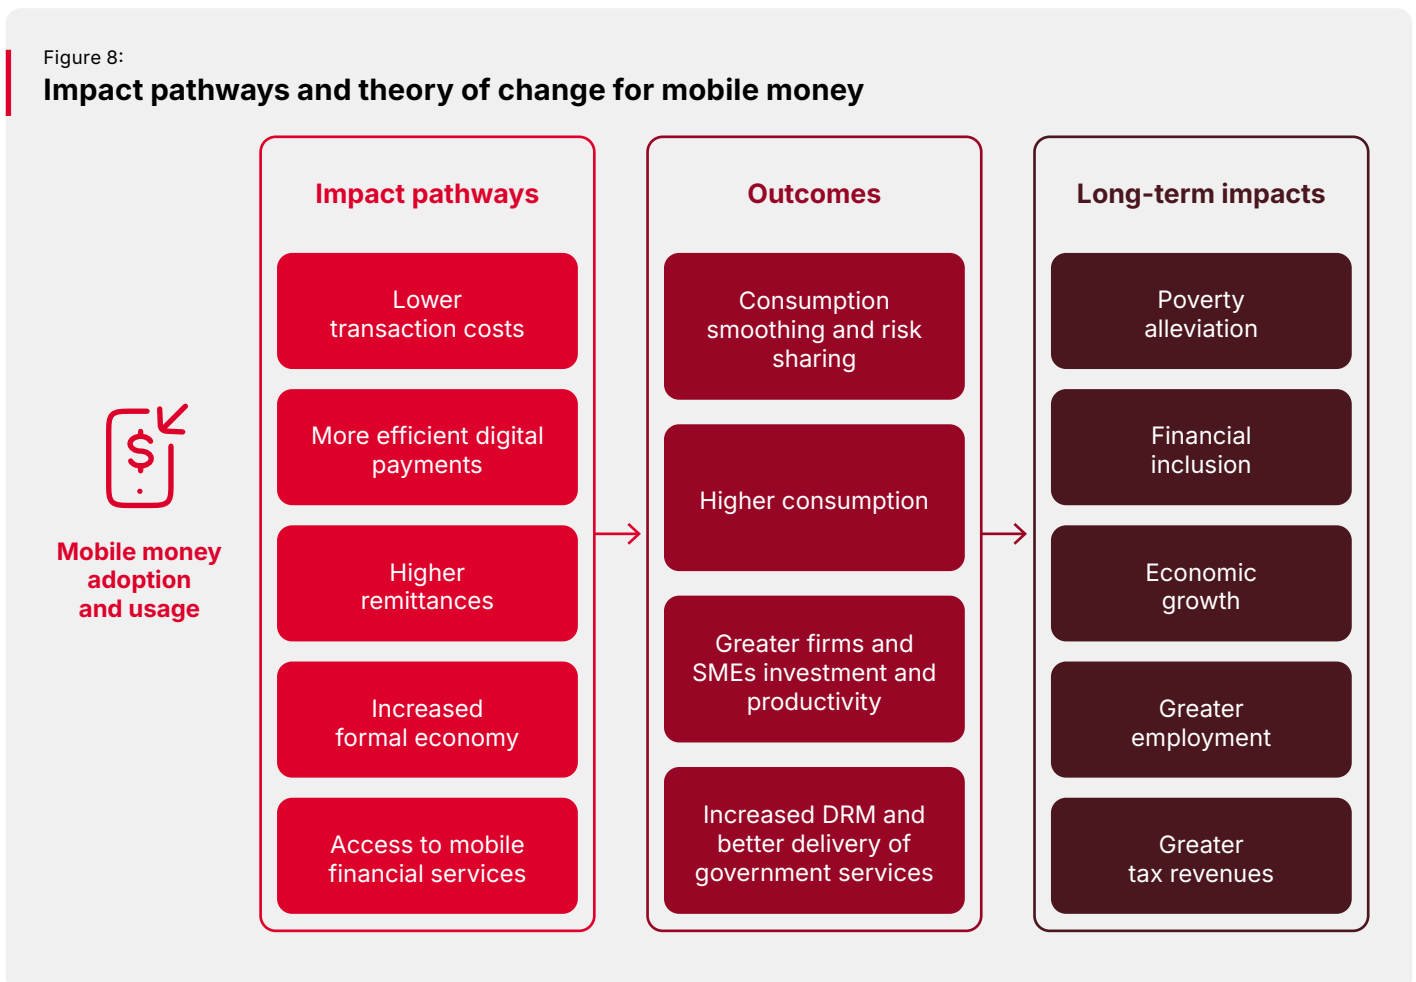 Figure 8:
Impact pathways and theory of change for mobile money
Mobile money
adoption
and usage
Impact pathways
Lower
transaction costs
More efficient digital
payments
Higher
remittances
Increased
formal economy
Access to mobile
financial services
Outcomes
Consumption
smoothing and risk
sharing
Higher consumption
Greater firms and
SMEs investment and
productivity
Increased DRM and
better delivery of
government services
Long-term impacts
Poverty
alleviation
Financial
inclusion
Economic
growth
Greater
employment
Greater
tax revenues